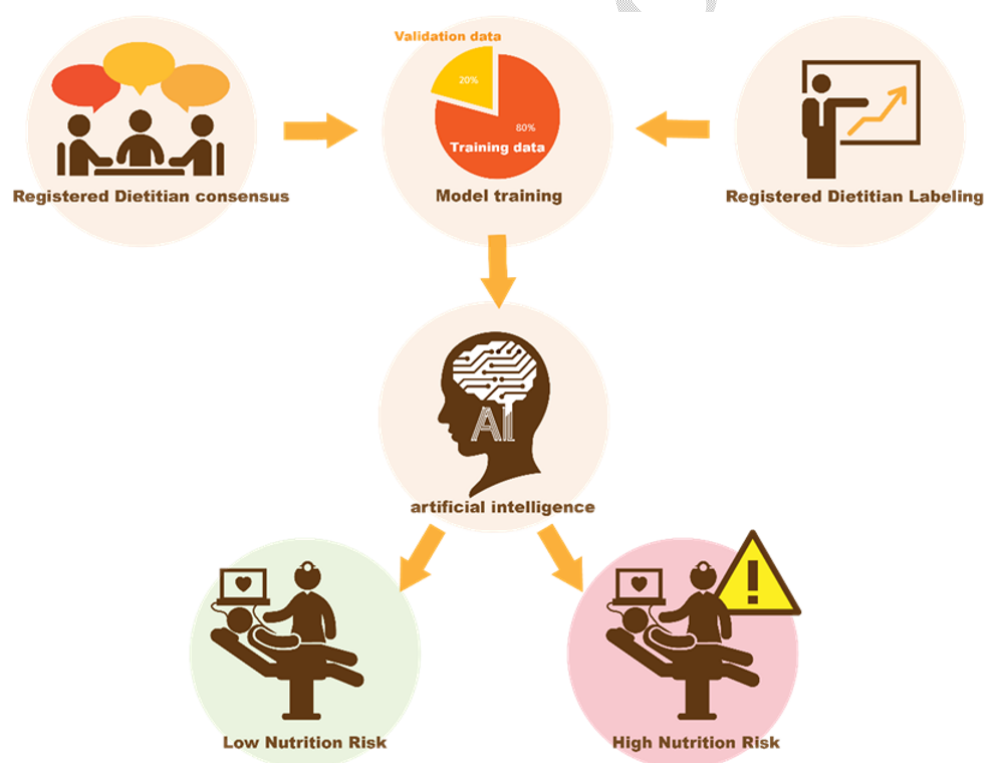 Validation data
20%
80%
Training data
Registered Dietitian consensus
Model training
Registered Dietitian Labeling
AI
artificial intelligence
!
Low Nutrition Risk
High Nutrition Risk